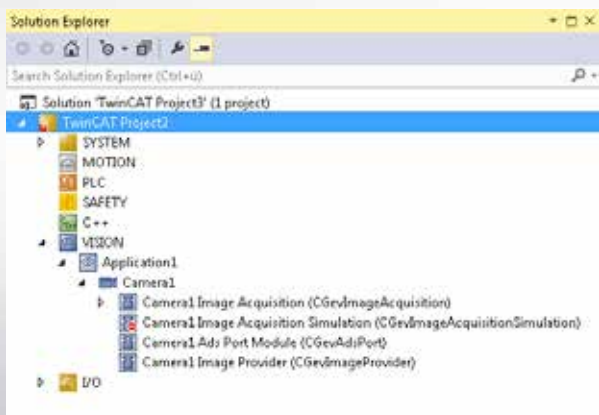 Solution Explorer
Search Solution Explorer (Ctrl+ü)
Solution 'TwinCAT Project3' (1 project)
TwinCAT Project3
SYSTEM
MOTION
PLC
SAFETY
C++
VISION
Application1
Camera1
Camera1 Image Acquisition (CGevImageAcquisition)
Camera1 Image Acquisition Simulation (CGevImageAcquisitionSimulation)
Camera1 Ads Port Module (CGevAdsPort)
Camera1 Image Provider (CGevImageProvider)
I/O